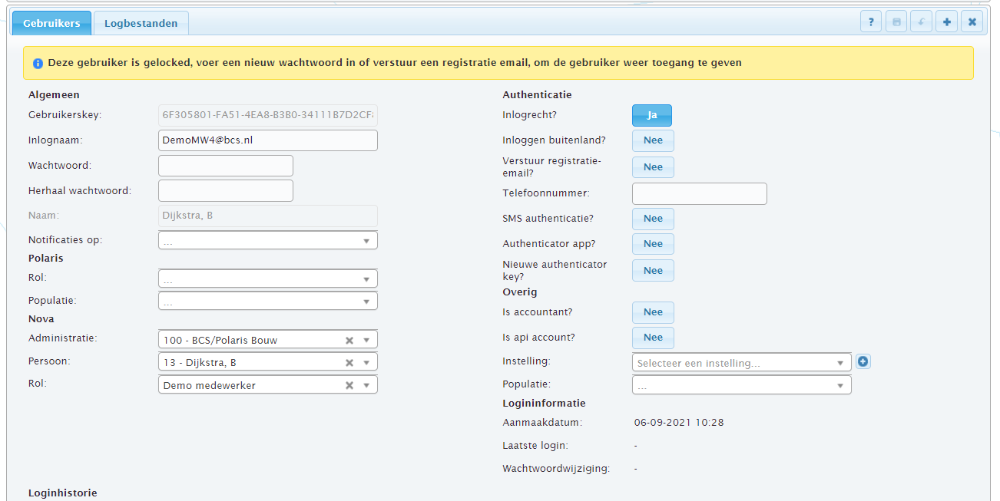 Gebruikers
Logbestanden
?
Deze gebruiker is gelocked, voer een nieuw wachtwoord in of verstuur een registratie email, om de gebruiker weer toegang te geven
Algemeen
Gebruikerskey: 6F305801-FA51-4EA8-B3B0-34111B7D2CF
Inlognaam: DemoMW4@bcs.nl
Wachtwoord:
Herhaal wachtwoord:
Naam: Dijkstra, B
Notificaties op: ...
Polaris
Rol: ...
Populatie: ...
Nova
Administratie: 100 - BCS/Polaris Bouw
Persoon: 13 - Dijkstra, B
Rol: Demo medewerker
Authenticatie
Inlogrecht? Ja
Inloggen buitenland? Nee
Verstuur registratie-
email? Nee
Telefoonnummer:
SMS authenticatie? Nee
Authenticator app? Nee
Nieuwe authenticator
key? Nee
Overig
Is accountant? Nee
Is api account? Nee
Instelling: Selecteer een instelling...
Populatie: ...
Logininformatie
Aanmaakdatum: 06-09-2021 10:28
Laatste login: -
Wachtwoordwijziging: -
Loginhistorie